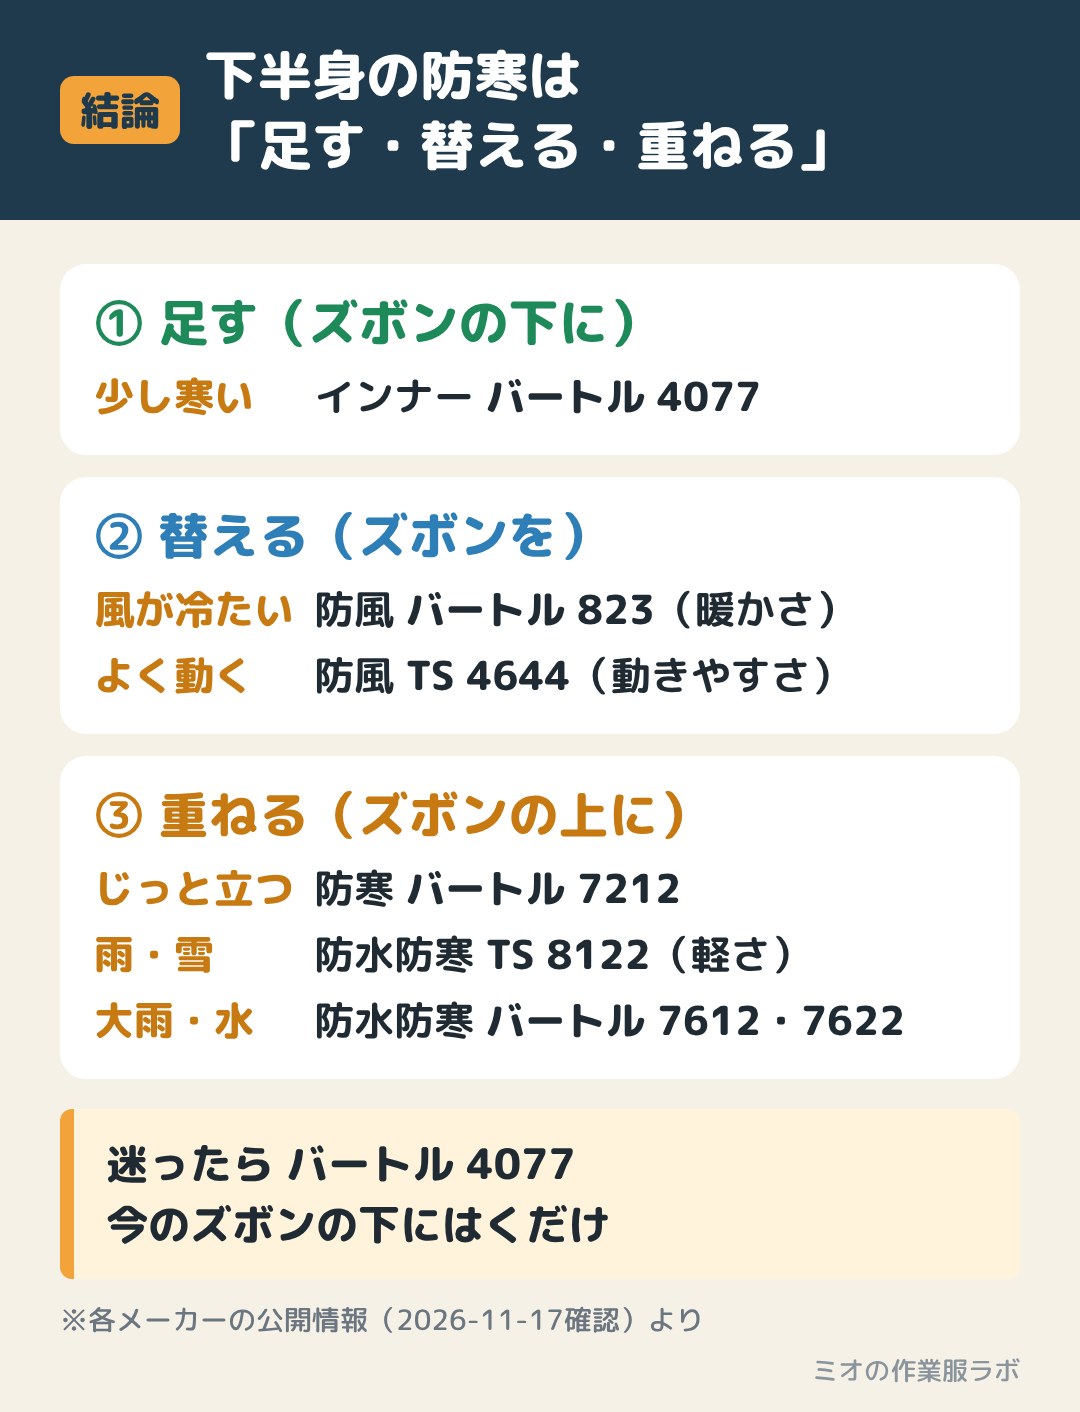 結論
下半身の防寒は
「足す・替える・重ねる」
① 足す（ズボンの下に）
少し寒い インナー バートル 4077
② 替える（ズボンを）
風が冷たい 防風 バートル 823（暖かさ）
よく動く 防風 TS 4644（動きやすさ）
③ 重ねる（ズボンの上に）
じっと立つ 防寒 バートル 7212
雨・雪 防水防寒 TS 8122（軽さ）
大雨・水 防水防寒 バートル 7612・7622
迷ったら バートル 4077
今のズボンの下にはくだけ
※各メーカーの公開情報（2026-11-17確認）より
ミオの作業服ラボ